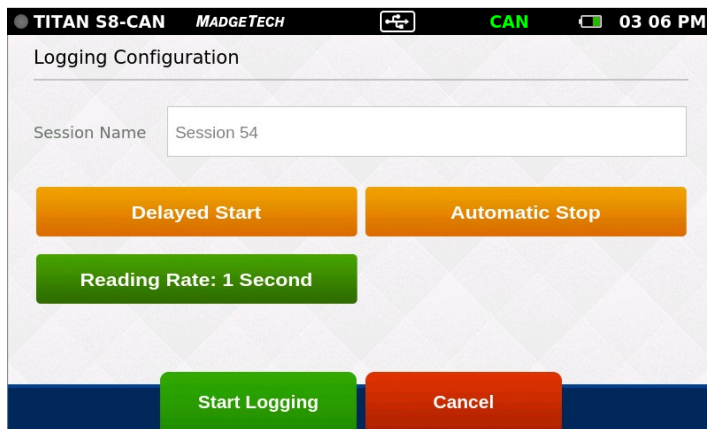 TITAN S8-CAN MADGETECH CAN 03 06 PM
Logging Configuration
Session Name Session 54
Delayed Start Automatic Stop
Reading Rate: 1 Second
Start Logging Cancel